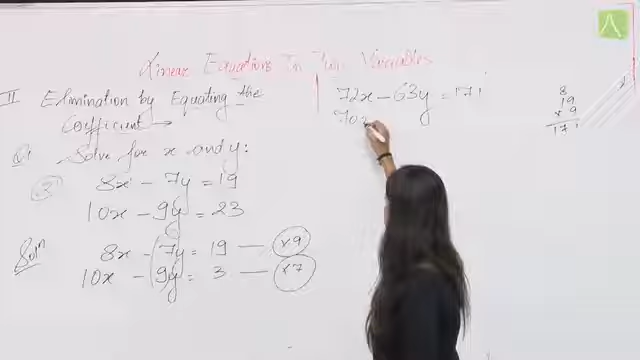 Linear Equations In Two Variables
II Elimination by Equating the
Coefficient
Q. Solve for x and y:
8x - 7y = 19
10x - 9y = 23
Solⁿ
8x - 7y = 19 — ×9
10x - 9y = 3 — ×7
72x - 63y = 171
70x
8
19
× 9
171